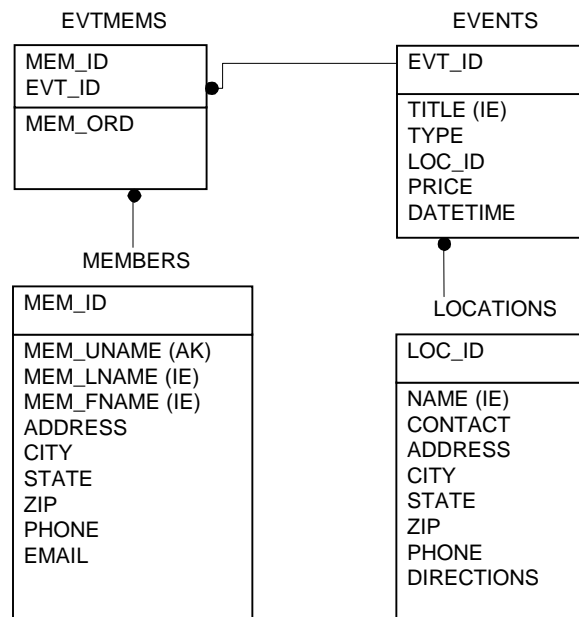 EVTMEMS
MEM_ID
EVT_ID
MEM_ORD
EVENTS
EVT_ID
TITLE (IE)
TYPE
LOC_ID
PRICE
DATETIME
MEMBERS
MEM_ID
MEM_UNAME (AK)
MEM_LNAME (IE)
MEM_FNAME (IE)
ADDRESS
CITY
STATE
ZIP
PHONE
EMAIL
LOCATIONS
LOC_ID
NAME (IE)
CONTACT
ADDRESS
CITY
STATE
ZIP
PHONE
DIRECTIONS